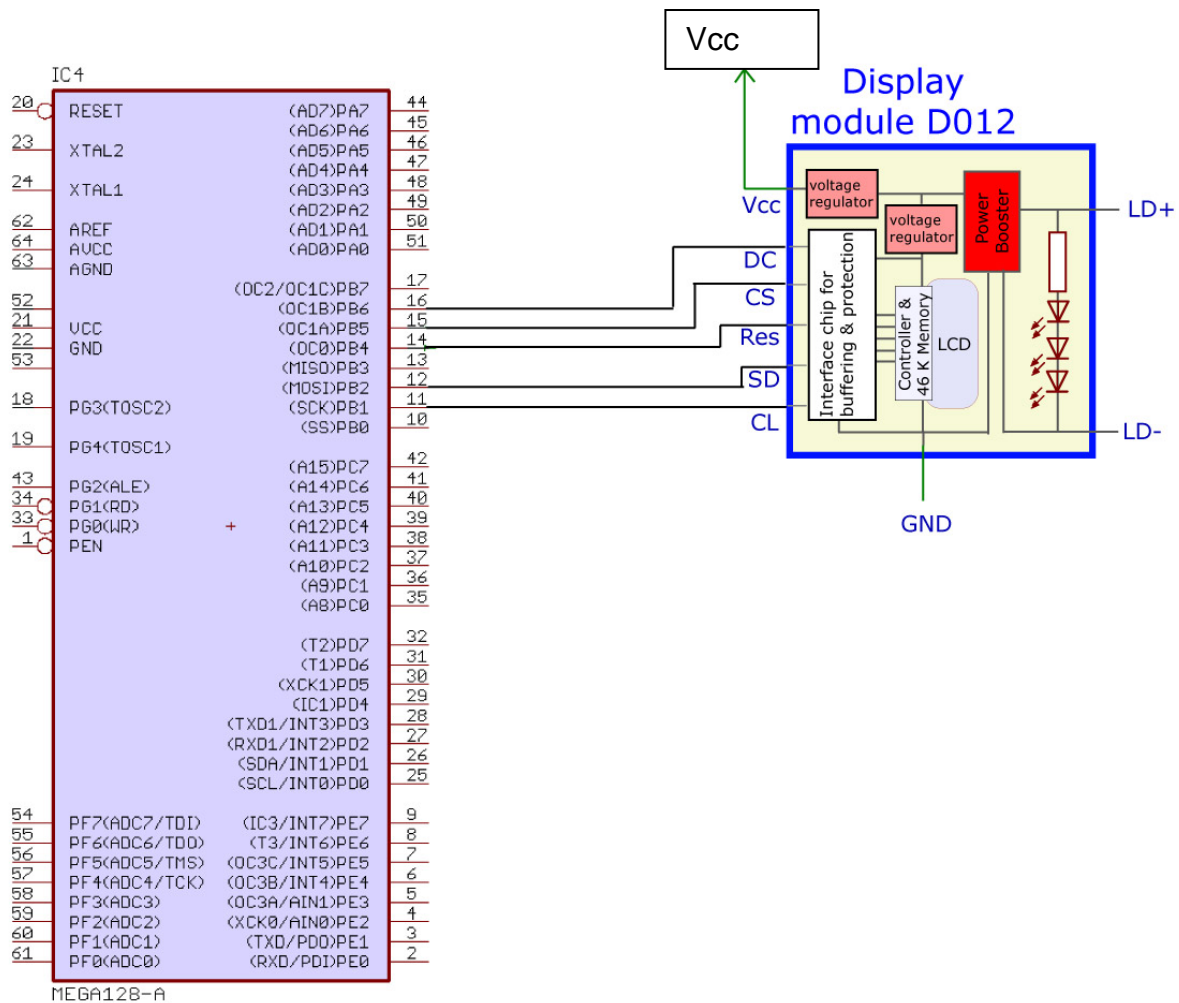 Vcc
Display
module D012
IC4
20 RESET
23 XTAL2
24 XTAL1
62 AREF
64 AVCC
63 AGND
52
21 VCC
22 GND
53
18 PG3(TOSC2)
19 PG4(TOSC1)
43 PG2(ALE)
34 PG1(RD)
33 PG0(WR)
1 PEN
54 PF7(ADC7/TDI)
55 PF6(ADC6/TDO)
56 PF5(ADC5/TMS)
57 PF4(ADC4/TCK)
58 PF3(ADC3)
59 PF2(ADC2)
60 PF1(ADC1)
61 PF0(ADC0)
(AD7)PA7 44
(AD6)PA6 45
(AD5)PA5 46
(AD4)PA4 47
(AD3)PA3 48
(AD2)PA2 49
(AD1)PA1 50
(AD0)PA0 51
(OC2/OC1C)PB7 17
(OC1B)PB6 16
(OC1A)PB5 15
(OC0)PB4 14
(MISO)PB3 13
(MOSI)PB2 12
(SCK)PB1 11
(SS)PB0 10
(A15)PC7 42
(A14)PC6 41
(A13)PC5 40
(A12)PC4 39
(A11)PC3 38
(A10)PC2 37
(A9)PC1 36
(A8)PC0 35
(T2)PD7 32
(T1)PD6 31
(XCK1)PD5 30
(IC1)PD4 29
(TXD1/INT3)PD3 28
(RXD1/INT2)PD2 27
(SDA/INT1)PD1 26
(SCL/INT0)PD0 25
(IC3/INT7)PE7 9
(T3/INT6)PE6 8
(OC3C/INT5)PE5 7
(OC3B/INT4)PE4 6
(OC3A/AIN1)PE3 5
(XCK0/AIN0)PE2 4
(TXD/PDO)PE1 3
(RXD/PDI)PE0 2
MEGA128-A
Vcc
DC
CS
Res
SD
CL
voltage
regulator
voltage
regulator
Power
Booster
Interface chip for
buffering & protection
Controller &
46 K Memory
LCD
LD+
LD-
GND